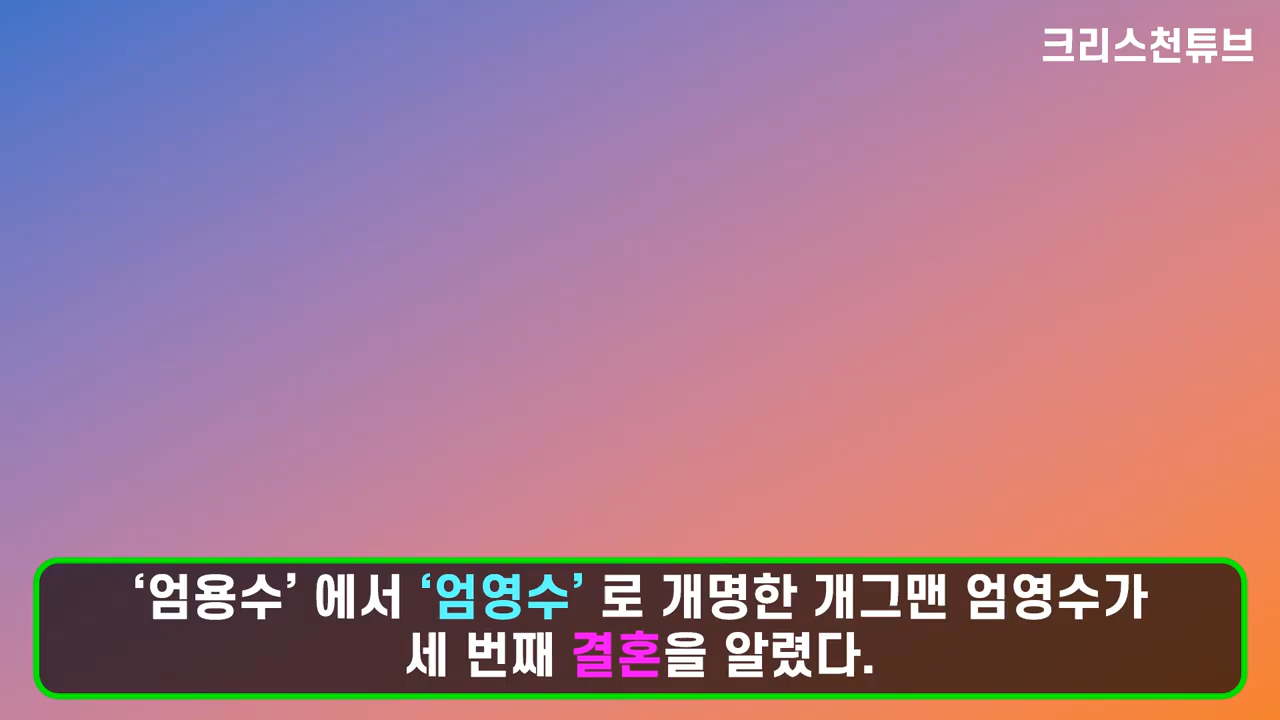 크리스천튜브
‘엄용수’ 에서 ‘엄영수’ 로 개명한 개그맨 엄영수가
세 번째 결혼을 알렸다.